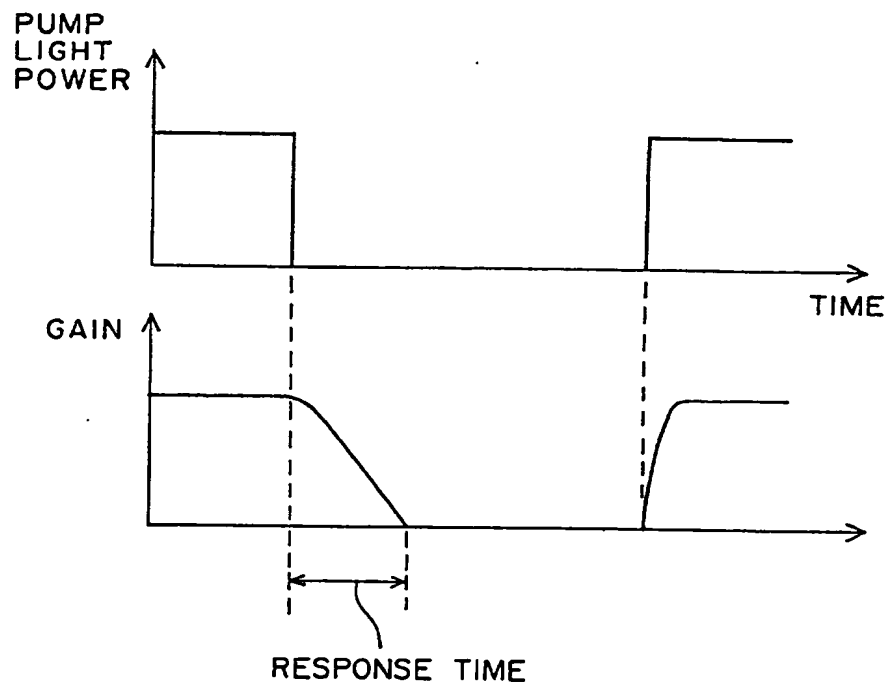 PUMP
LIGHT
POWER
TIME
GAIN
RESPONSE TIME